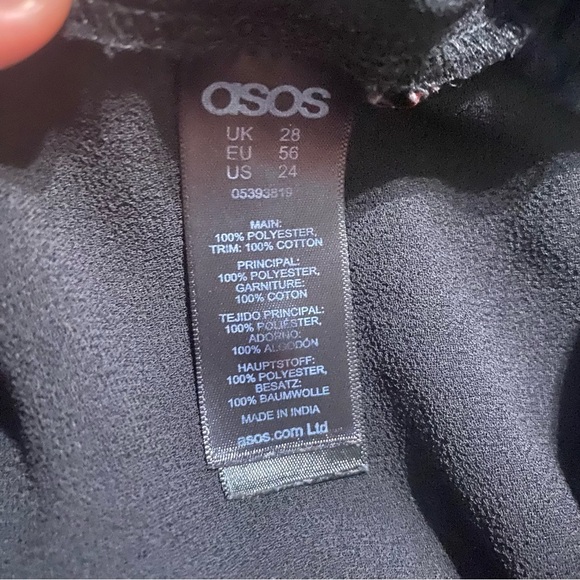 asos
UK 28
EU 56
US 24
05393819
MAIN:
100% POLYESTER,
TRIM: 100% COTTON
PRINCIPAL:
100% POLYESTER,
GARNITURE:
100% COTON
TEJIDO PRINCIPAL:
100% POLIÉSTER,
ADORNO:
100% ALGODÓN
HAUPTSTOFF:
100% POLYESTER,
BESATZ:
100% BAUMWOLLE
MADE IN INDIA
asos.com Ltd